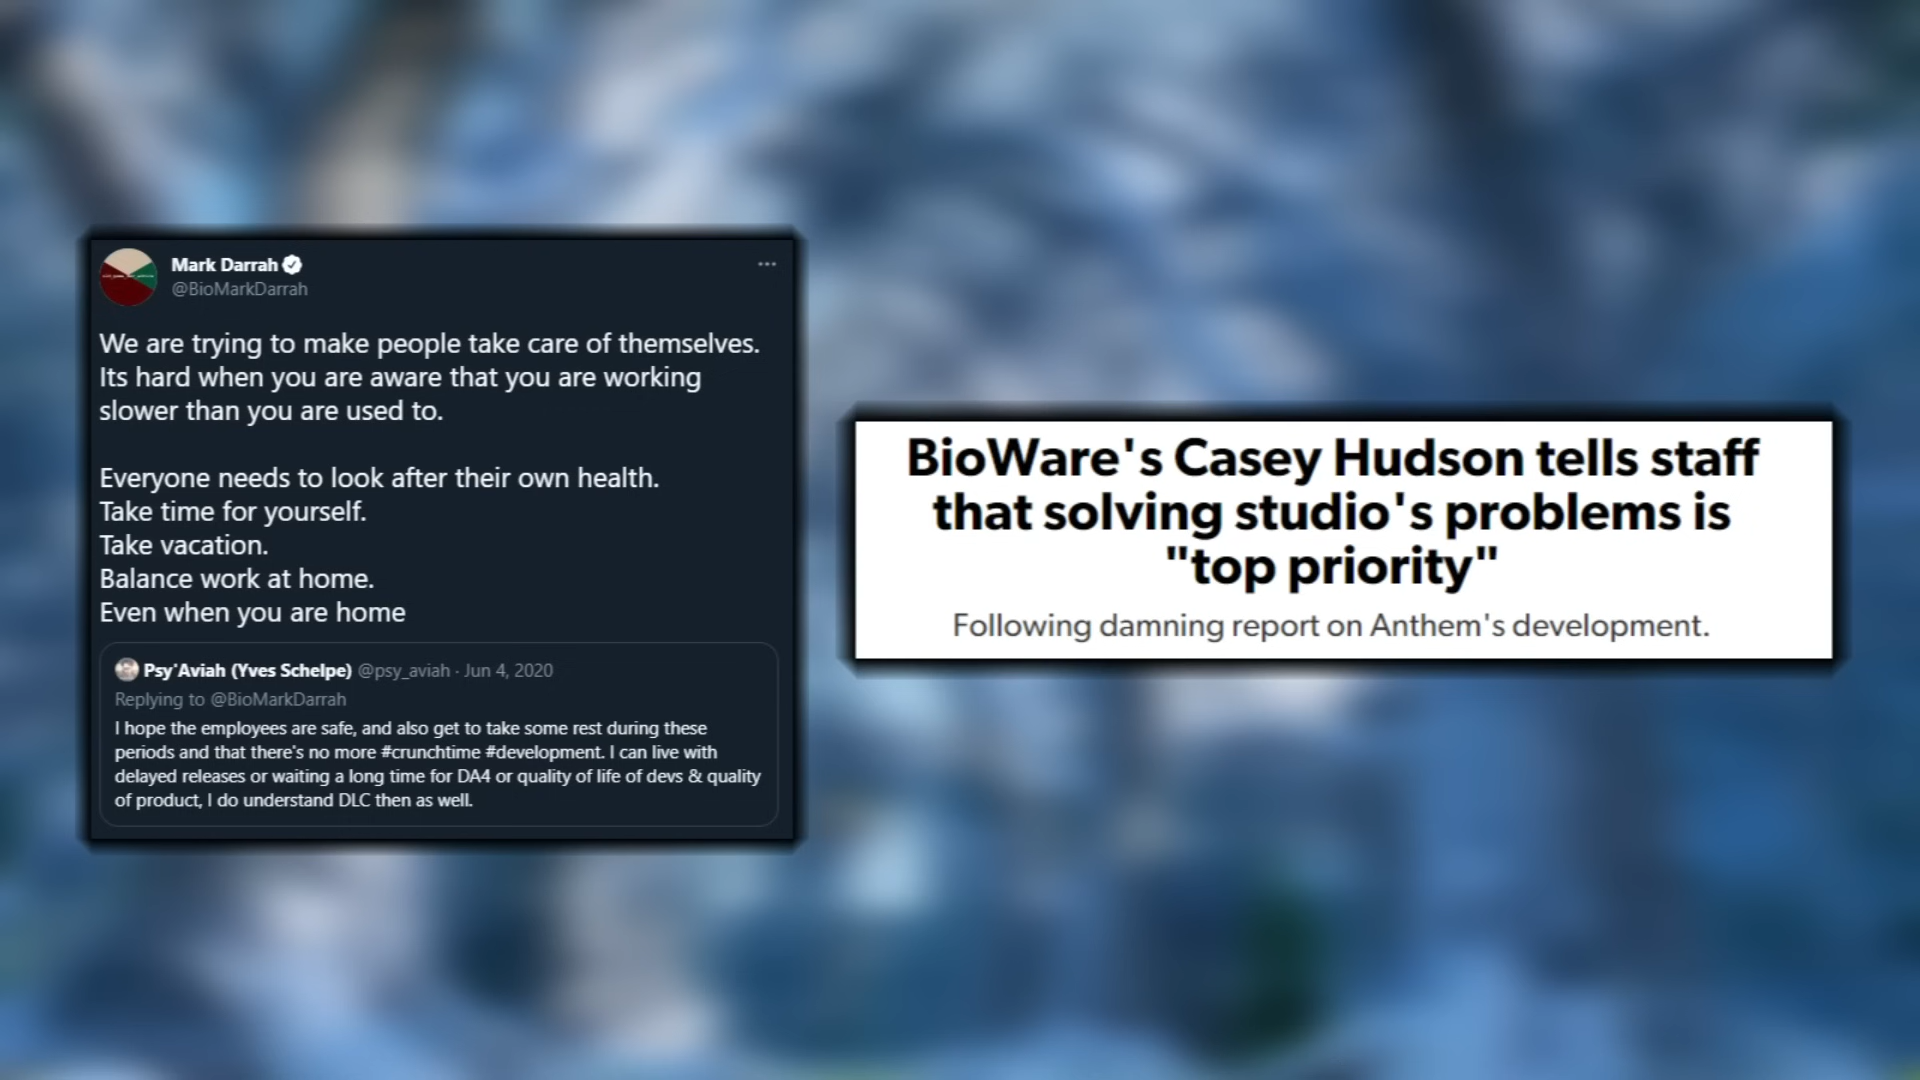 Mark Darrah
@BioMarkDarrah
We are trying to make people take care of themselves.
Its hard when you are aware that you are working
slower than you are used to.
Everyone needs to look after their own health.
Take time for yourself.
Take vacation.
Balance work at home.
Even when you are home
Psy'Aviah (Yves Schelpe) @psy_aviah · Jun 4, 2020
Replying to @BioMarkDarrah
I hope the employees are safe, and also get to take some rest during these
periods and that there's no more #crunchtime #development. I can live with
delayed releases or waiting a long time for DA4 or quality of life of devs & quality
of product, I do understand DLC then as well.
BioWare's Casey Hudson tells staff
that solving studio's problems is
"top priority"
Following damning report on Anthem's development.